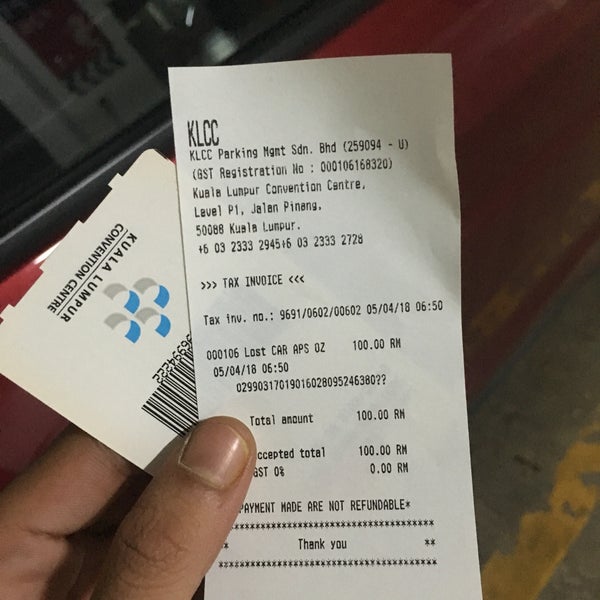 KLCC
KLCC Parking Mgmt Sdn. Bhd (259094 - U)
(GST Registration No : 000106168320)
Kuala Lumpur Convention Centre,
Level P1, Jalan Pinang,
50088 Kuala Lumpur.
+6 03 2333 2945+6 03 2333 2728
>>> TAX INVOICE <<<
Tax inv. no.: 9691/0602/00602 05/04/18 06:50
000106 Lost CAR APS OZ 100.00 RM
05/04/18 06:50
02990317019016028095246380??
Total amount 100.00 RM
ccepted total 100.00 RM
GST 0% 0.00 RM
PAYMENT MADE ARE NOT REFUNDABLE*
**********************************
* Thank you **
**********************************
KUALA LUMPUR
CONVENTION CENTRE